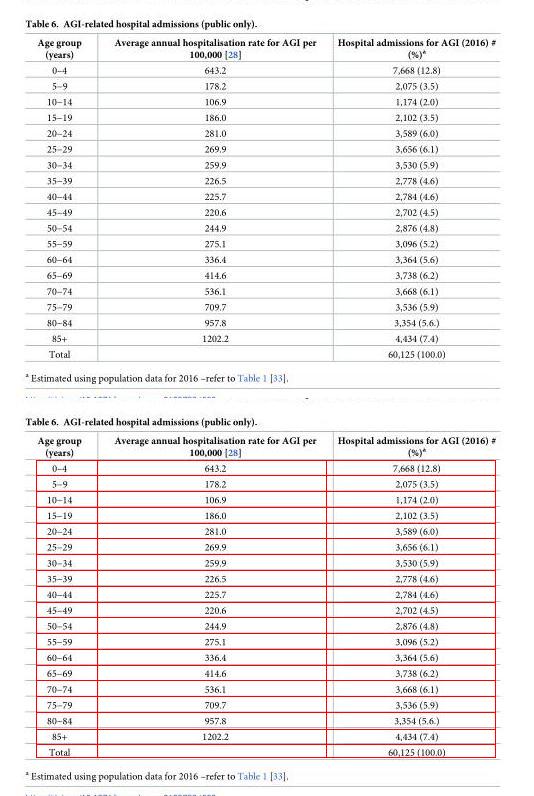 Table 6. AGI-related hospital admissions (public only).
Age group Average annual hospitalisation rate for AGI per Hospital admissions for AGI (2016) #
(years) 100,000 [28] (%)ᵃ
0–4 643.2 7,668 (12.8)
5–9 178.2 2,075 (3.5)
10–14 106.9 1,174 (2.0)
15–19 186.0 2,102 (3.5)
20–24 281.0 3,589 (6.0)
25–29 269.9 3,656 (6.1)
30–34 259.9 3,530 (5.9)
35–39 226.5 2,778 (4.6)
40–44 225.7 2,784 (4.6)
45–49 220.6 2,702 (4.5)
50–54 244.9 2,876 (4.8)
55–59 275.1 3,096 (5.2)
60–64 336.4 3,364 (5.6)
65–69 414.6 3,738 (6.2)
70–74 536.1 3,668 (6.1)
75–79 709.7 3,536 (5.9)
80–84 957.8 3,354 (5.6.)
85+ 1202.2 4,434 (7.4)
Total 60,125 (100.0)
ᵃ Estimated using population data for 2016 –refer to Table 1 [33].
Table 6. AGI-related hospital admissions (public only).
Age group Average annual hospitalisation rate for AGI per Hospital admissions for AGI (2016) #
(years) 100,000 [28] (%)ᵃ
0–4 643.2 7,668 (12.8)
5–9 178.2 2,075 (3.5)
10–14 106.9 1,174 (2.0)
15–19 186.0 2,102 (3.5)
20–24 281.0 3,589 (6.0)
25–29 269.9 3,656 (6.1)
30–34 259.9 3,530 (5.9)
35–39 226.5 2,778 (4.6)
40–44 225.7 2,784 (4.6)
45–49 220.6 2,702 (4.5)
50–54 244.9 2,876 (4.8)
55–59 275.1 3,096 (5.2)
60–64 336.4 3,364 (5.6)
65–69 414.6 3,738 (6.2)
70–74 536.1 3,668 (6.1)
75–79 709.7 3,536 (5.9)
80–84 957.8 3,354 (5.6.)
85+ 1202.2 4,434 (7.4)
Total 60,125 (100.0)
ᵃ Estimated using population data for 2016 –refer to Table 1 [33].